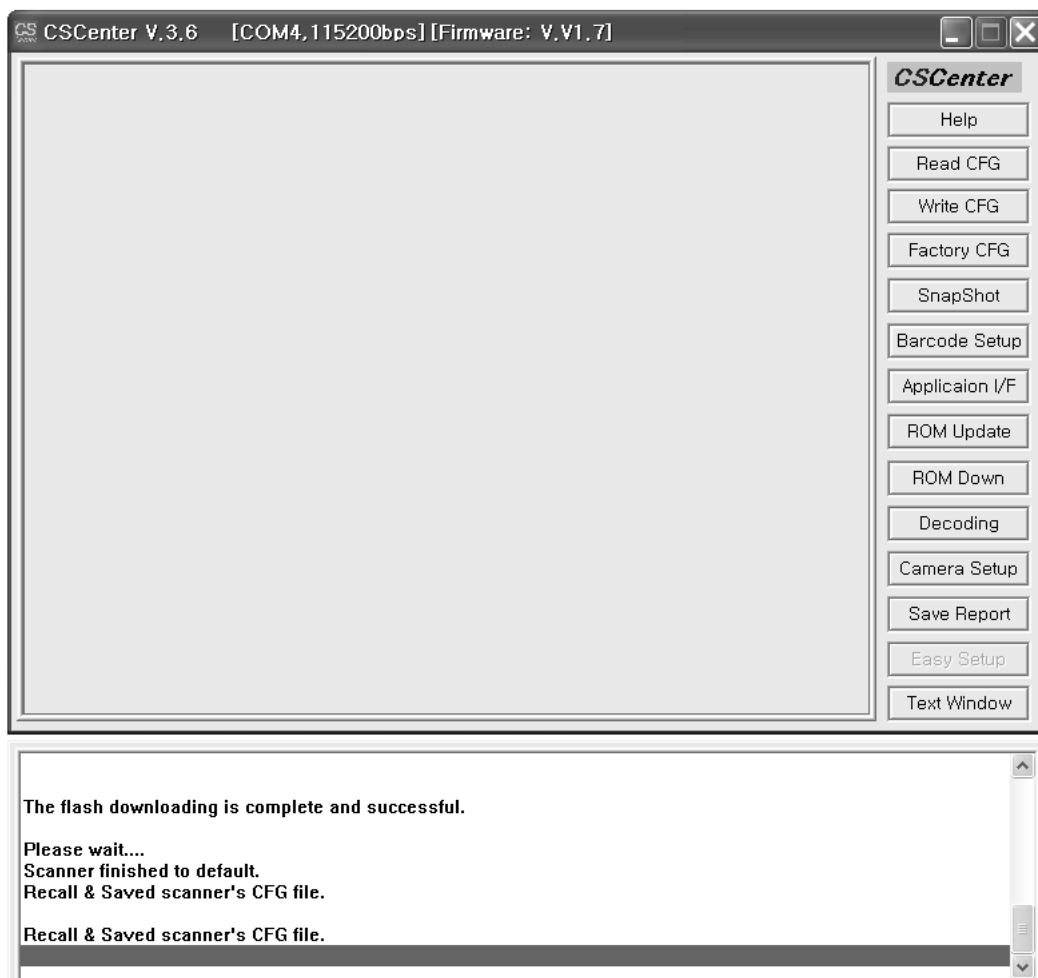 CS CSCenter V.3.6 [COM4,115200bps] [Firmware: V.V1.7]
CSCenter
Help
Read CFG
Write CFG
Factory CFG
SnapShot
Barcode Setup
Applicaion I/F
ROM Update
ROM Down
Decoding
Camera Setup
Save Report
Easy Setup
Text Window
The flash downloading is complete and successful.
Please wait....
Scanner finished to default.
Recall & Saved scanner's CFG file.
Recall & Saved scanner's CFG file.